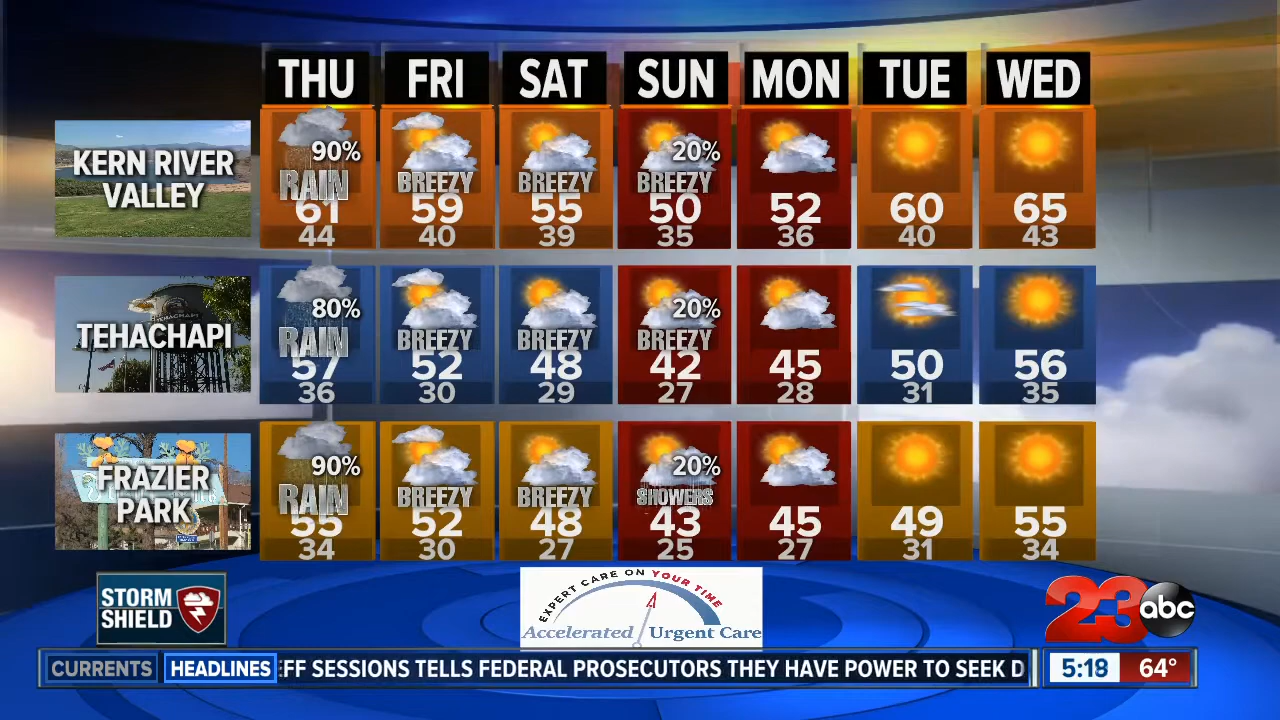 THU FRI SAT SUN MON TUE WED
KERN RIVER
VALLEY
90% 20%
RAIN BREEZY BREEZY BREEZY
61 59 55 50 52 60 65
44 40 39 35 36 40 43
TEHACHAPI
80% 20%
RAIN BREEZY BREEZY BREEZY
57 52 48 42 45 50 56
36 30 29 27 28 31 35
FRAZIER
PARK
90% 20%
RAIN BREEZY BREEZY SHOWERS
55 52 48 43 45 49 55
34 30 27 25 27 31 34
STORM
SHIELD
EXPERT CARE ON YOUR TIME
Accelerated Urgent Care
23 abc
CURRENTS HEADLINES EFF SESSIONS TELLS FEDERAL PROSECUTORS THEY HAVE POWER TO SEEK D 5:18 64°